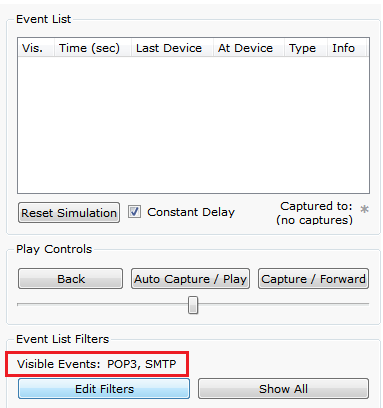 Event List
Vis. Time (sec) Last Device At Device Type Info
Reset Simulation Constant Delay Captured to: *
(no captures)
Play Controls
Back Auto Capture / Play Capture / Forward
Event List Filters
Visible Events: POP3, SMTP
Edit Filters Show All